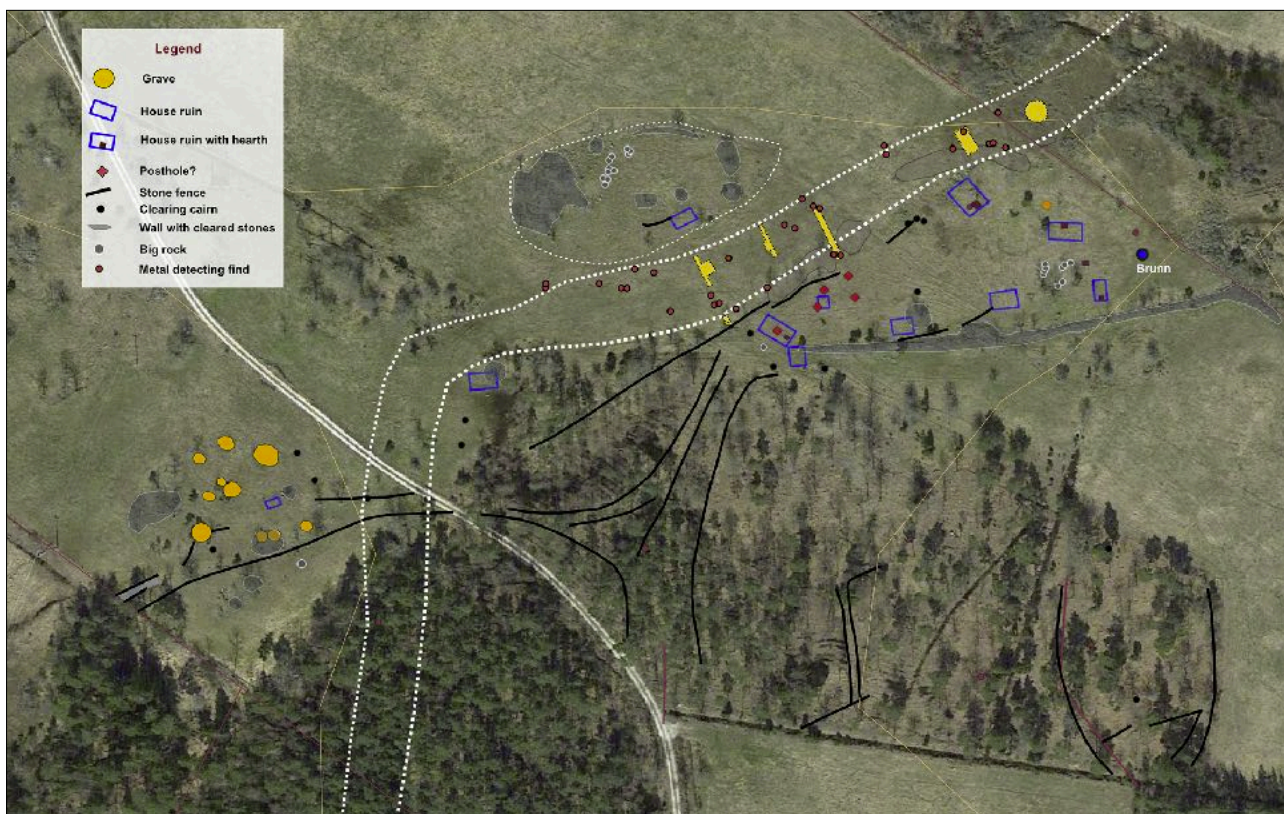 Legend
Grave
House ruin
House ruin with hearth
Posthole?
Stone fence
Clearing cairn
Wall with cleared stones
Big rock
Metal detecting find
Brunn